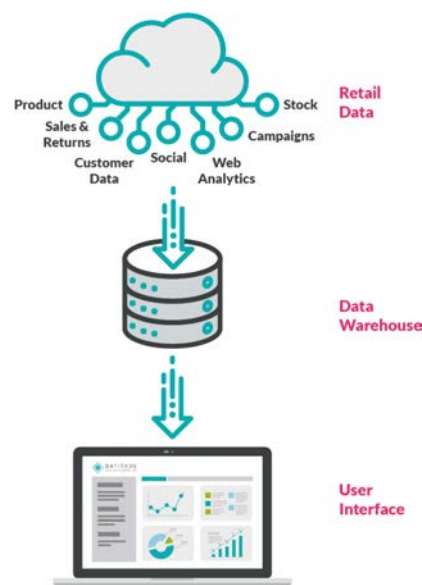 Product
Stock
Retail
Data
Sales &
Returns
Campaigns
Customer
Data
Social
Web
Analytics
Data
Warehouse
User
Interface